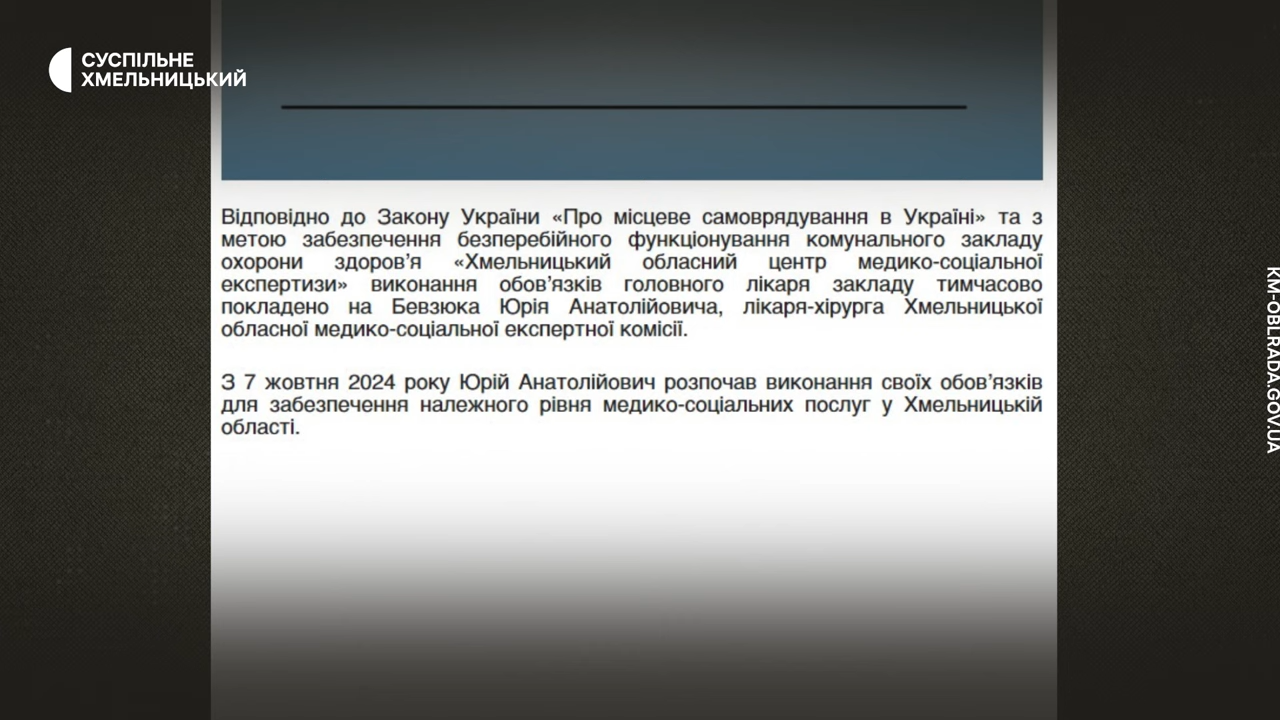 СУСПІЛЬНЕ
ХМЕЛЬНИЦЬКИЙ
Відповідно до Закону України «Про місцеве самоврядування в Україні» та з
метою забезпечення безперебійного функціонування комунального закладу
охорони здоров’я «Хмельницький обласний центр медико-соціальної
експертизи» виконання обов’язків головного лікаря закладу тимчасово
покладено на Бевзюка Юрія Анатолійовича, лікаря-хірурга Хмельницької
обласної медико-соціальної експертної комісії.
З 7 жовтня 2024 року Юрій Анатолійович розпочав виконання своїх обов’язків
для забезпечення належного рівня медико-соціальних послуг у Хмельницькій
області.
KM-OBLRADA.GOV.UA